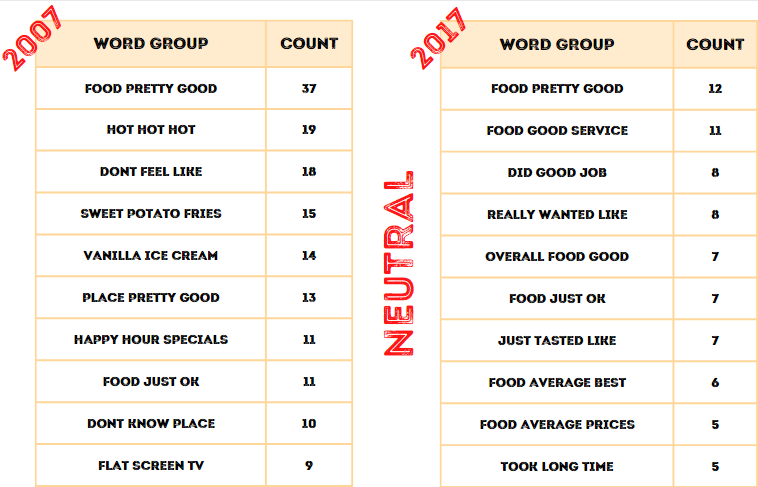 2007
WORD GROUP COUNT
FOOD PRETTY GOOD 37
HOT HOT HOT 19
DONT FEEL LIKE 18
SWEET POTATO FRIES 15
VANILLA ICE CREAM 14
PLACE PRETTY GOOD 13
HAPPY HOUR SPECIALS 11
FOOD JUST OK 11
DONT KNOW PLACE 10
FLAT SCREEN TV 9
NEUTRAL
2017
WORD GROUP COUNT
FOOD PRETTY GOOD 12
FOOD GOOD SERVICE 11
DID GOOD JOB 8
REALLY WANTED LIKE 8
OVERALL FOOD GOOD 7
FOOD JUST OK 7
JUST TASTED LIKE 7
FOOD AVERAGE BEST 6
FOOD AVERAGE PRICES 5
TOOK LONG TIME 5